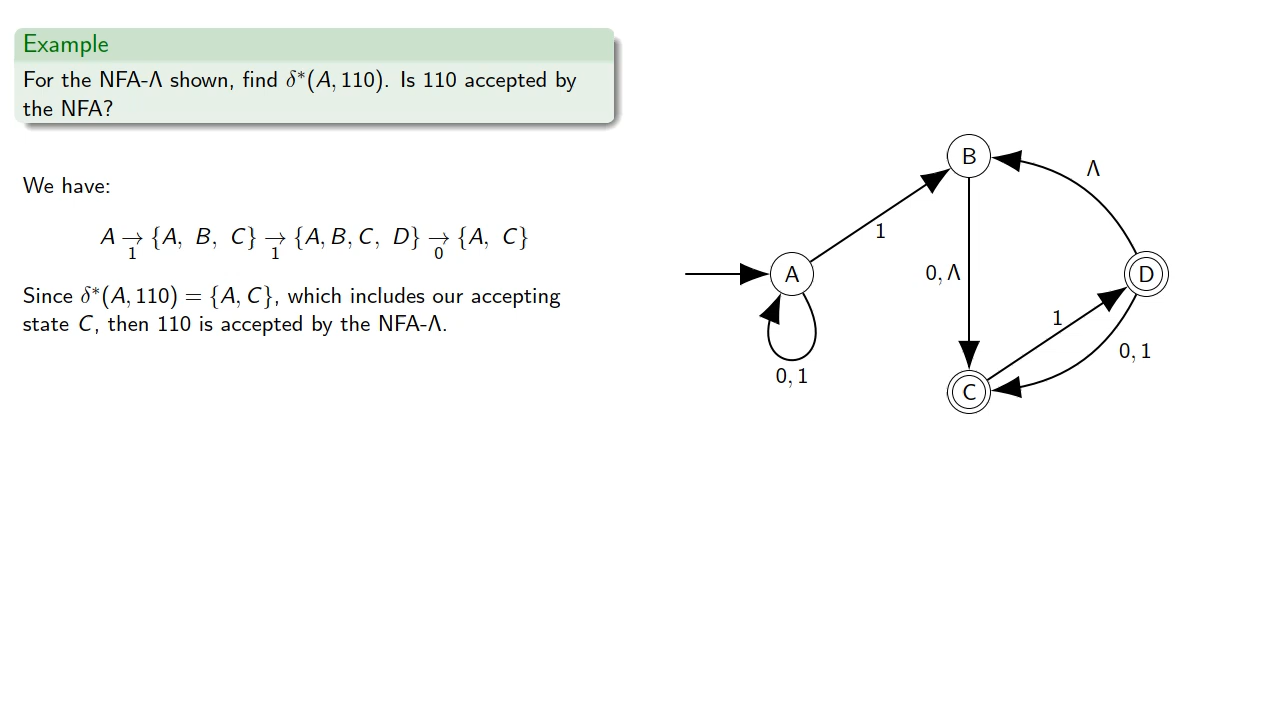 Example
For the NFA-Λ shown, find δ*(A, 110). Is 110 accepted by
the NFA?
We have:
A →1 {A, B, C} →1 {A, B, C, D} →0 {A, C}
Since δ*(A, 110) = {A, C}, which includes our accepting
state C, then 110 is accepted by the NFA-Λ.
B
Λ
1
A
0, Λ
D
1
0, 1
0, 1
C